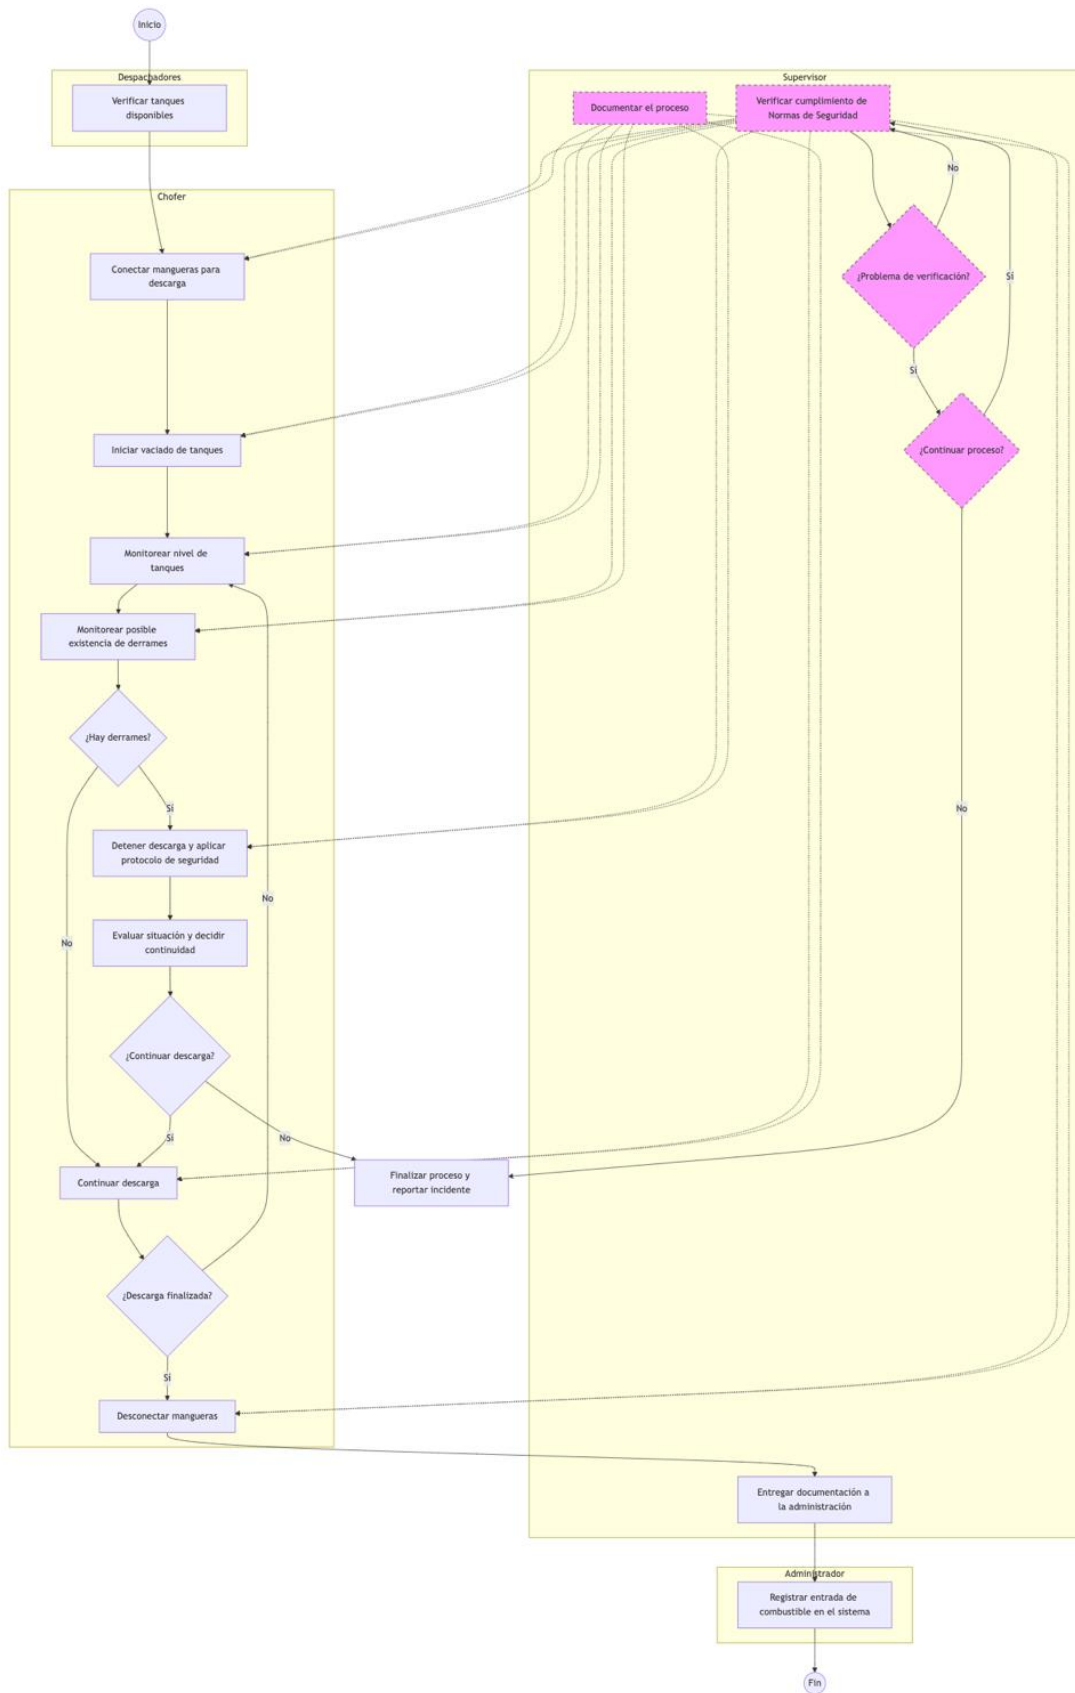 Inicio
Despachadores
Verificar tanques
disponibles
Supervisor
Documentar el proceso
Verificar cumplimiento de
Normas de Seguridad
No
¿Problema de verificación?
Sí
Sí
¿Continuar proceso?
No
Chofer
Conectar mangueras para
descarga
Iniciar vaciado de tanques
Monitorear nivel de
tanques
Monitorear posible
existencia de derrames
¿Hay derrames?
Sí
Detener descarga y aplicar
protocolo de seguridad
No
No
Evaluar situación y decidir
continuidad
¿Continuar descarga?
Sí
No
Continuar descarga
Finalizar proceso y
reportar incidente
¿Descarga finalizada?
Sí
Desconectar mangueras
Entregar documentación a
la administración
Administrador
Registrar entrada de
combustible en el sistema
Fin